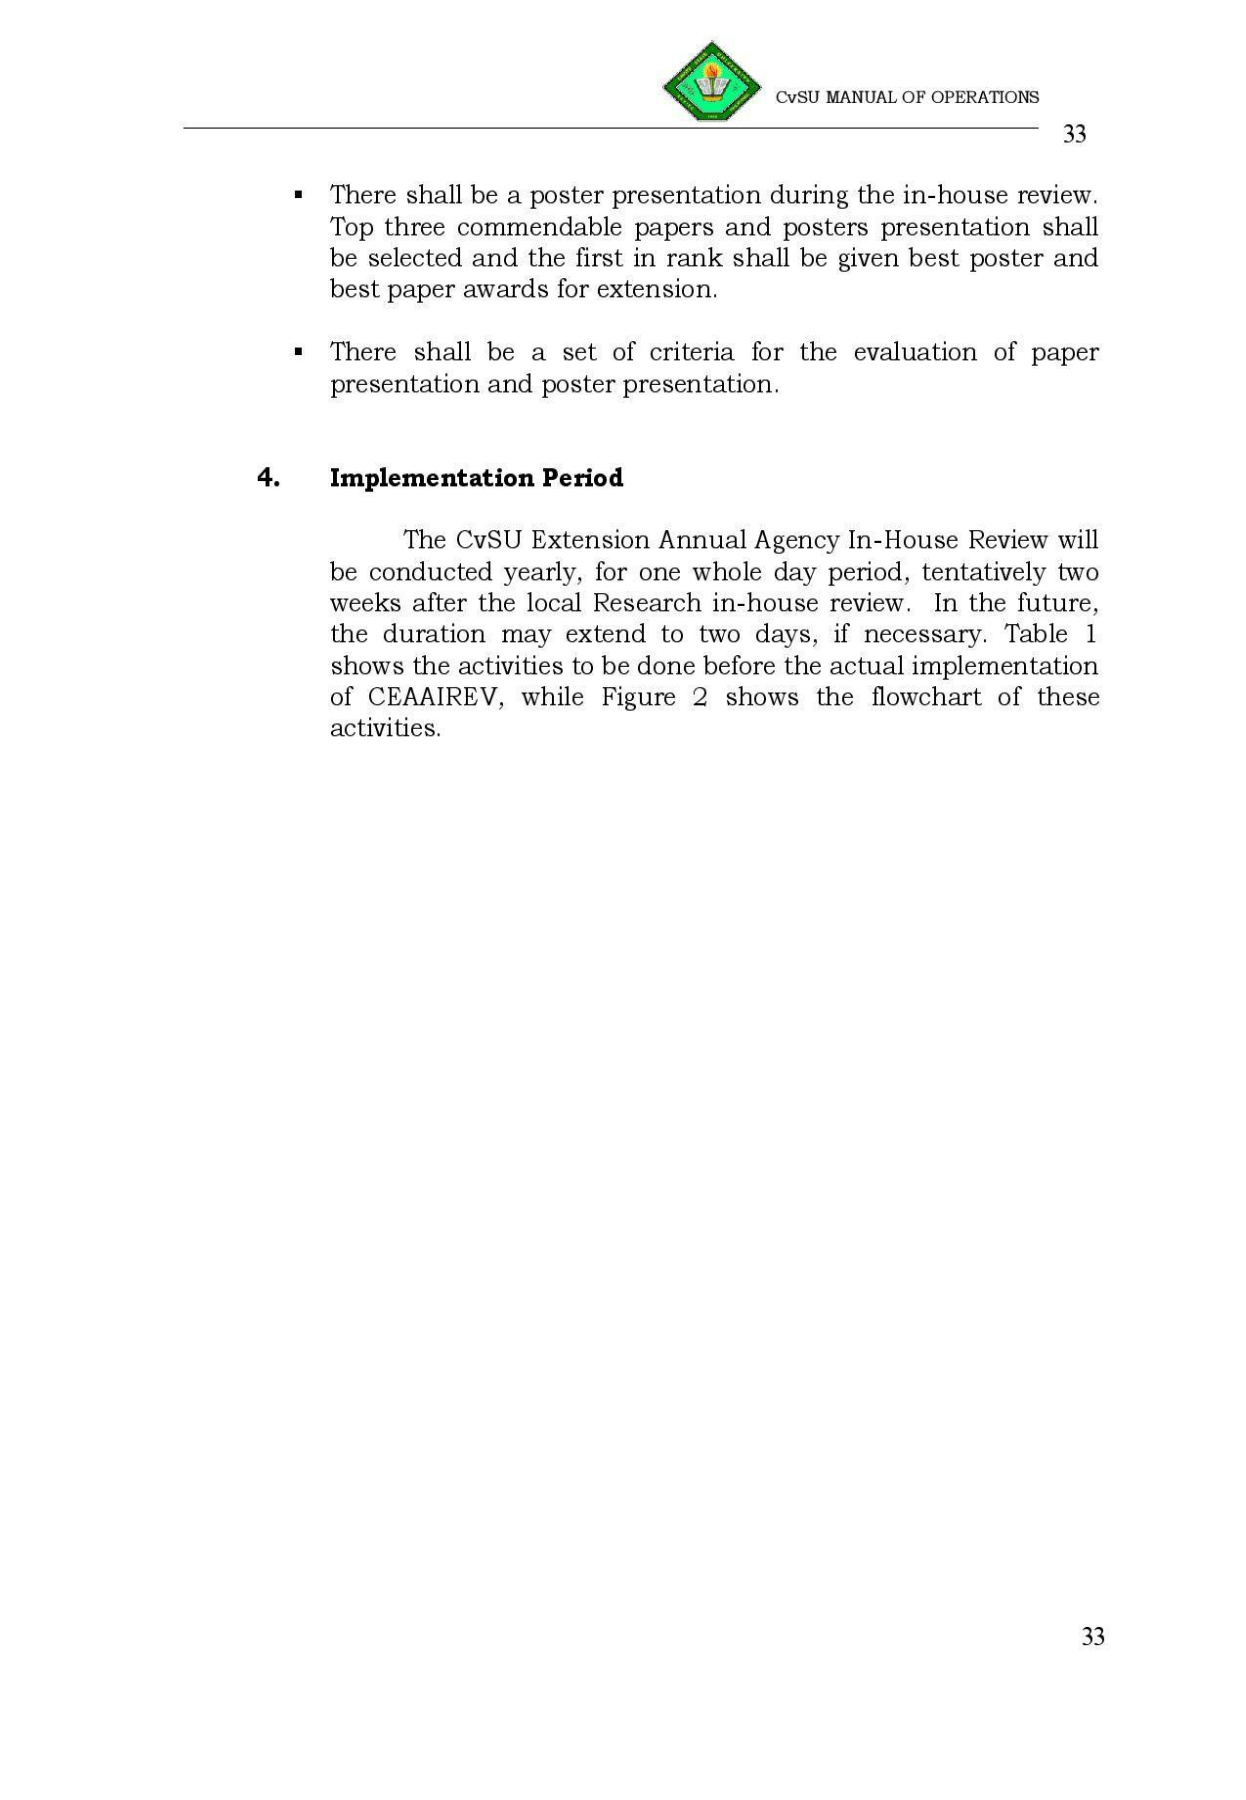 CvSU MANUAL OF OPERATIONS
33
▪ There shall be a poster presentation during the in-house review.
Top three commendable papers and posters presentation shall
be selected and the first in rank shall be given best poster and
best paper awards for extension.
▪ There shall be a set of criteria for the evaluation of paper
presentation and poster presentation.
4. Implementation Period
The CvSU Extension Annual Agency In-House Review will
be conducted yearly, for one whole day period, tentatively two
weeks after the local Research in-house review. In the future,
the duration may extend to two days, if necessary. Table 1
shows the activities to be done before the actual implementation
of CEAAIREV, while Figure 2 shows the flowchart of these
activities.
33